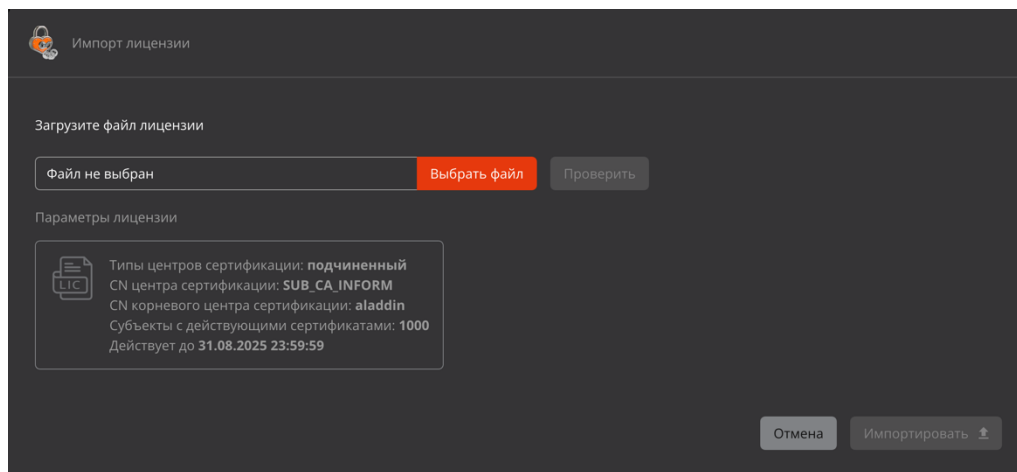 Импорт лицензии
Загрузите файл лицензии
Файл не выбран
Выбрать файл
Проверить
Параметры лицензии
LIC
Типы центров сертификации: подчиненный
CN центра сертификации: SUB_CA_INFORM
CN корневого центра сертификации: aladdin
Субъекты с действующими сертификатами: 1000
Действует до 31.08.2025 23:59:59
Отмена
Импортировать